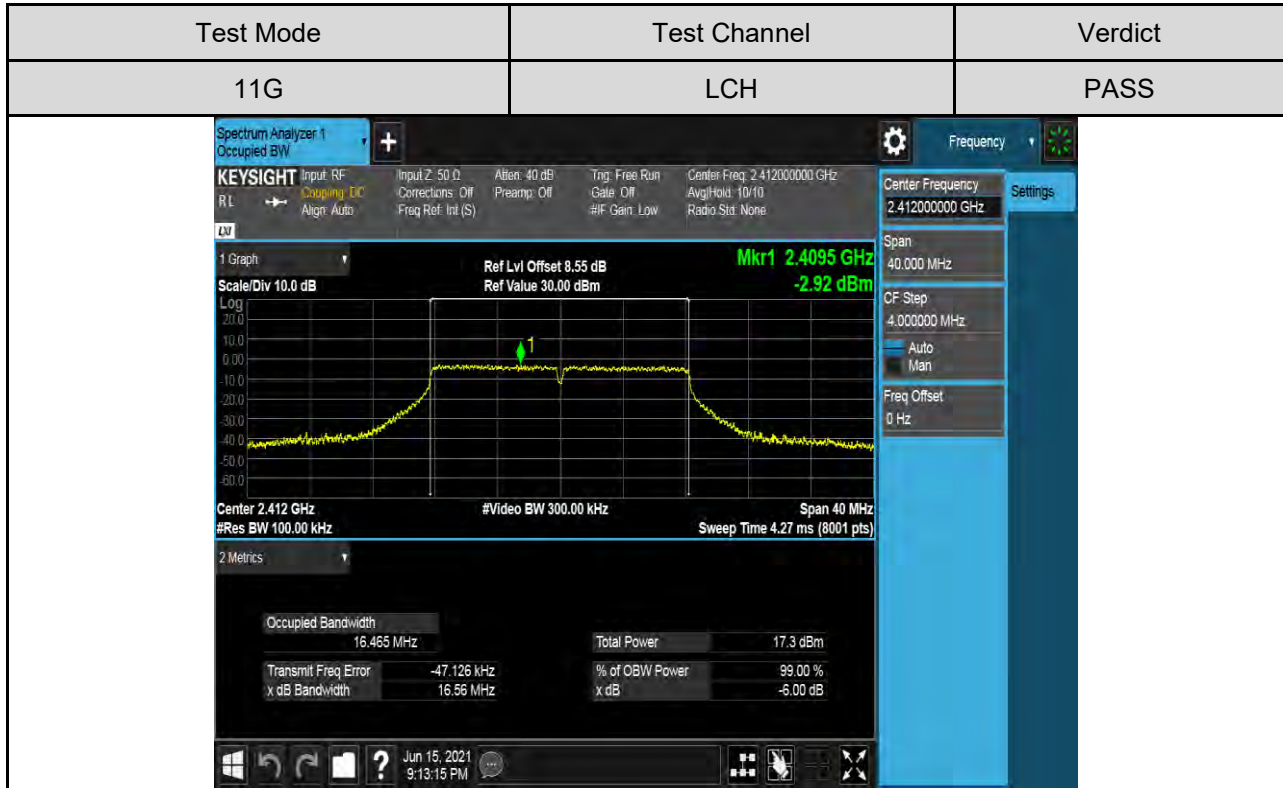 Test Mode Test Channel Verdict
11G LCH PASS
Spectrum Analyzer 1
Occupied BW
+
Frequency
KEYSIGHT Input: RF Input Z: 50 Ω Atten: 40 dB Trig: Free Run Center Freq: 2.412000000 GHz
RL Coupling: DC Corrections: Off Preamp: Off Gate: Off Avg|Hold: 10/10
Align: Auto Freq Ref: Int (S) #IF Gain: Low Radio Std: None
LXI
Center Frequency
2.412000000 GHz
Settings
Span
40.000 MHz
CF Step
4.000000 MHz
Auto
Man
Freq Offset
0 Hz
1 Graph
Ref Lvl Offset 8.55 dB
Mkr1 2.4095 GHz
Scale/Div 10.0 dB Ref Value 30.00 dBm -2.92 dBm
Log
20.0
10.0
0.00
-10.0
-20.0
-30.0
-40.0
-50.0
-60.0
1
Center 2.412 GHz #Video BW 300.00 kHz Span 40 MHz
#Res BW 100.00 kHz Sweep Time 4.27 ms (8001 pts)
2 Metrics
Occupied Bandwidth
16.465 MHz Total Power 17.3 dBm
Transmit Freq Error -47.126 kHz % of OBW Power 99.00 %
x dB Bandwidth 16.56 MHz x dB -6.00 dB
?
Jun 15, 2021
9:13:15 PM